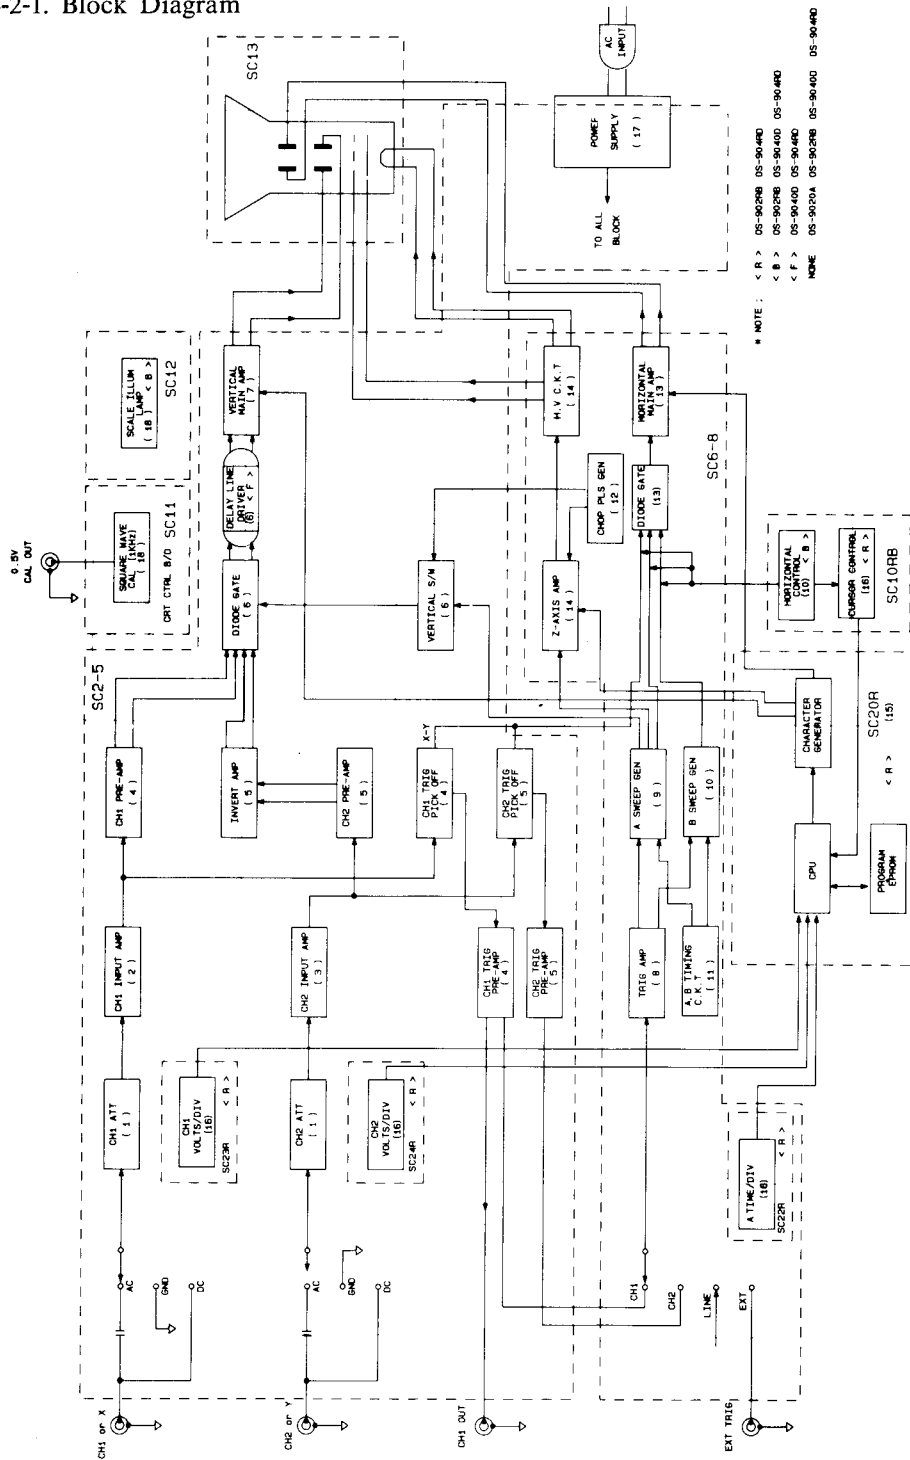 -2-1. Block Diagram
SC13
AC
INPUT
POWER
SUPPLY
( 17 )
TO ALL
BLOCK
* NOTE :
< R > OS-902RB OS-904RD
< B > OS-902RB OS-9040D OS-904RD
< F > OS-9040D OS-904RD
NONE OS-9020A OS-902RB OS-9040D OS-904RD
SC12
SCALE ILLUM
LAMP
( 18 ) < B >
SC11
CRT CTRL B/D
SQUARE WAVE
CAL (1KHz)
( 18 )
0.5V
CAL OUT
VERTICAL
MAIN AMP
( 7 )
DELAY LINE
DRIVER
(6) < F >
DIODE GATE
( 6 )
VERTICAL S/W
( 6 )
H.V C.K.T
( 14 )
Z-AXIS AMP
( 14 )
CHOP PLS GEN
( 12 )
HORIZONTAL
MAIN AMP
( 13 )
DIODE GATE
(13)
SC6-8
HORIZONTAL
CONTROL
(10) < B >
CURSOR CONTROL
(16) < R >
SC10RB
SC2-5
CH1 PRE-AMP
( 4 )
INVERT AMP
( 5 )
CH2 PRE-AMP
( 5 )
X-Y
CH1 TRIG
PICK OFF
( 4 )
CH2 TRIG
PICK OFF
( 5 )
A SWEEP GEN
( 9 )
B SWEEP GEN
( 10 )
CHARACTER
GENERATOR
SC20R
(15)
< R >
CPU
PROGRAM
EPROM
CH1 INPUT AMP
( 2 )
CH2 INPUT AMP
( 3 )
CH1 TRIG
PRE-AMP
( 4 )
CH2 TRIG
PRE-AMP
( 5 )
TRIG AMP
( 8 )
A,B TIMING
C.K.T
( 11 )
CH1 ATT
( 1 )
CH1
VOLTS/DIV
(16)
SC23R < R >
CH2 ATT
( 1 )
CH2
VOLTS/DIV
(16)
SC24R < R >
A TIME/DIV
(16)
SC22R < R >
AC
GND
DC
AC
GND
DC
CH1
CH2
LINE
EXT
CH1 or X
CH2 or Y
CH1 OUT
EXT TRIG